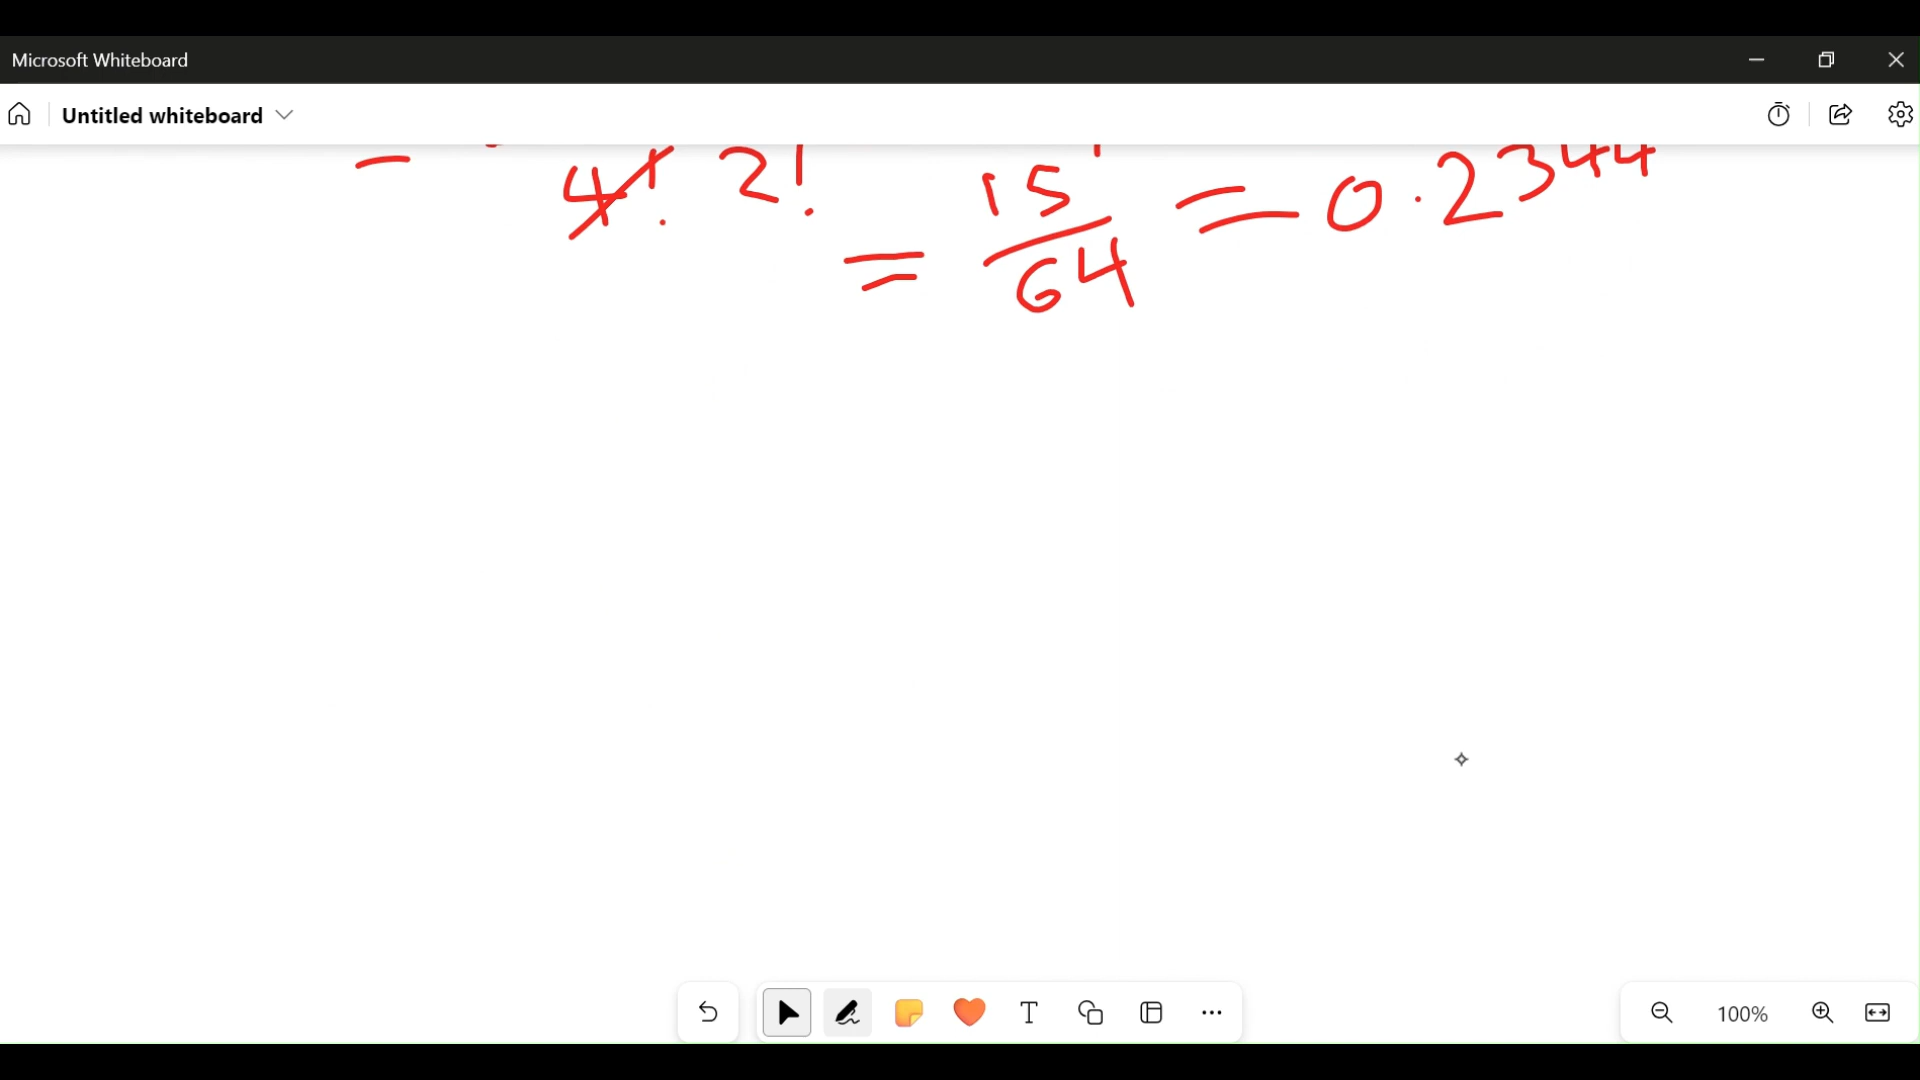 Microsoft Whiteboard
Untitled whiteboard
4! 2!
= 15/64 = 0.2344
T
100%